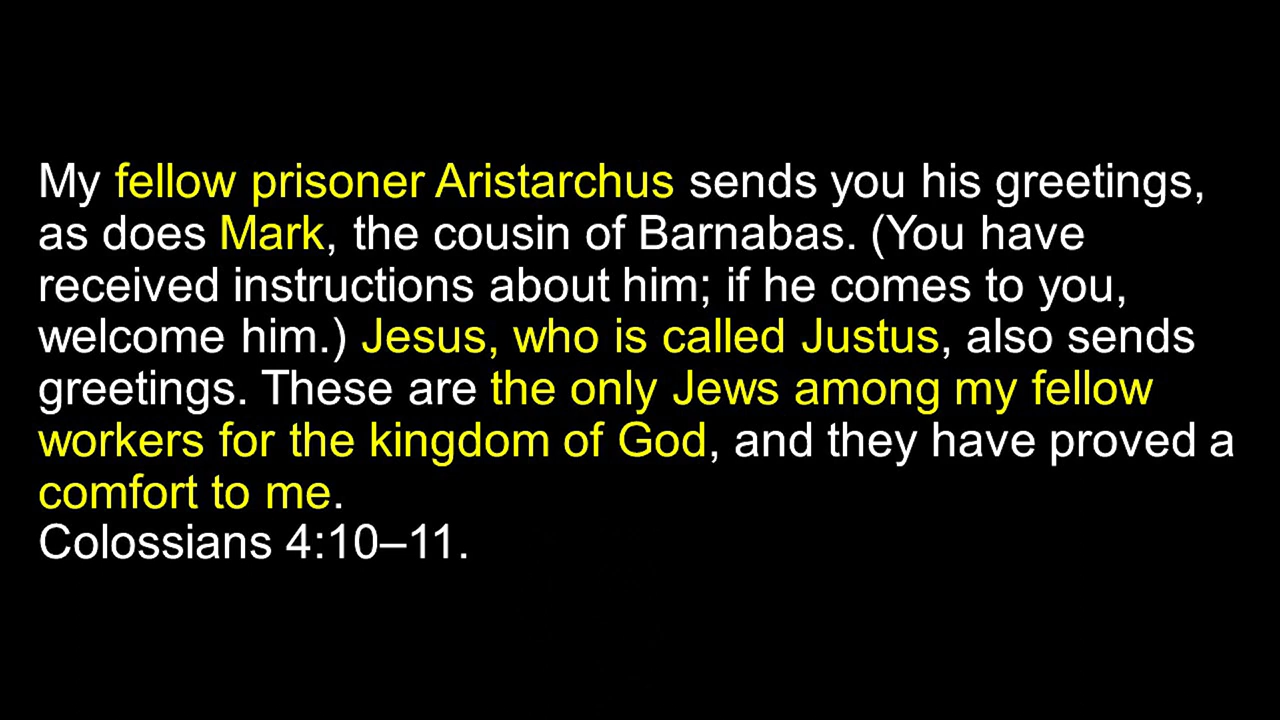 My fellow prisoner Aristarchus sends you his greetings,
as does Mark, the cousin of Barnabas. (You have
received instructions about him; if he comes to you,
welcome him.) Jesus, who is called Justus, also sends
greetings. These are the only Jews among my fellow
workers for the kingdom of God, and they have proved a
comfort to me.
Colossians 4:10–11.